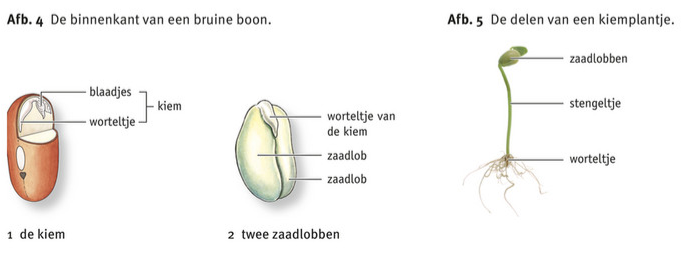 Afb. 4 De binnenkant van een bruine boon.
blaadjes
worteltje
kiem
1 de kiem
worteltje van
de kiem
zaadlob
zaadlob
2 twee zaadlobben
Afb. 5 De delen van een kiemplantje.
zaadlobben
stengeltje
worteltje